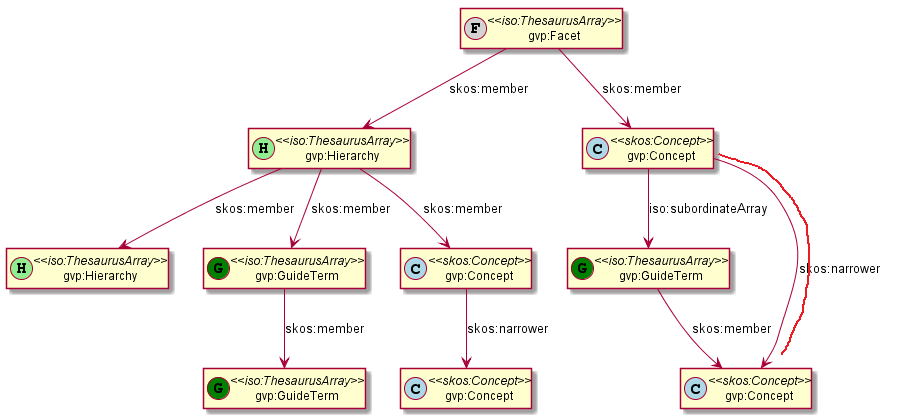 F <<iso:ThesaurusArray>>
gvp:Facet
skos:member
skos:member
H <<iso:ThesaurusArray>>
gvp:Hierarchy
C <<skos:Concept>>
gvp:Concept
skos:member
skos:member
skos:member
iso:subordinateArray
H <<iso:ThesaurusArray>>
gvp:Hierarchy
G <<iso:ThesaurusArray>>
gvp:GuideTerm
C <<skos:Concept>>
gvp:Concept
G <<iso:ThesaurusArray>>
gvp:GuideTerm
skos:narrower
skos:member
skos:narrower
skos:member
G <<iso:ThesaurusArray>>
gvp:GuideTerm
C <<skos:Concept>>
gvp:Concept
C <<skos:Concept>>
gvp:Concept